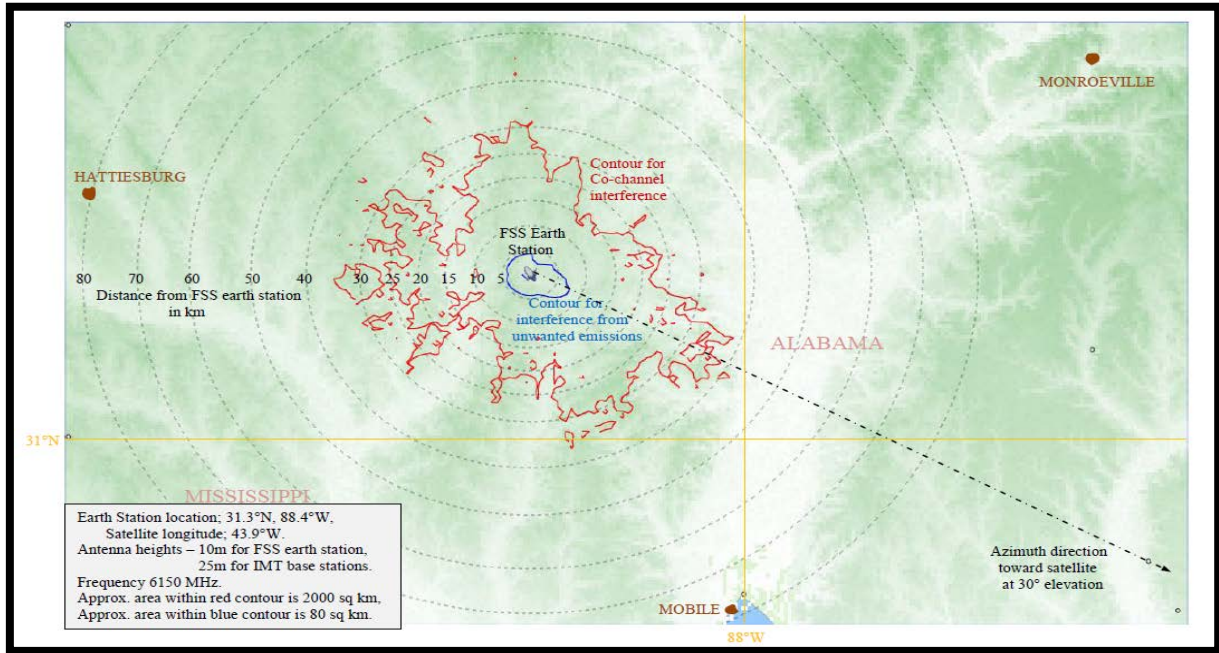 MONROEVILLE
HATTIESBURG
Contour for
Co-channel
interference
FSS Earth
Station
80 70 60 50 40 30 25 20 15 10 5
Distance from FSS earth station
in km
Contour for
interference from
unwanted emissions
ALABAMA
31°N
MISSISSIPPI
Earth Station location; 31.3°N, 88.4°W,
Satellite longitude; 43.9°W.
Antenna heights – 10m for FSS earth station,
25m for IMT base stations.
Frequency 6150 MHz.
Approx. area within red contour is 2000 sq km,
Approx. area within blue contour is 80 sq km.
Azimuth direction
toward satellite
at 30° elevation
MOBILE
88°W